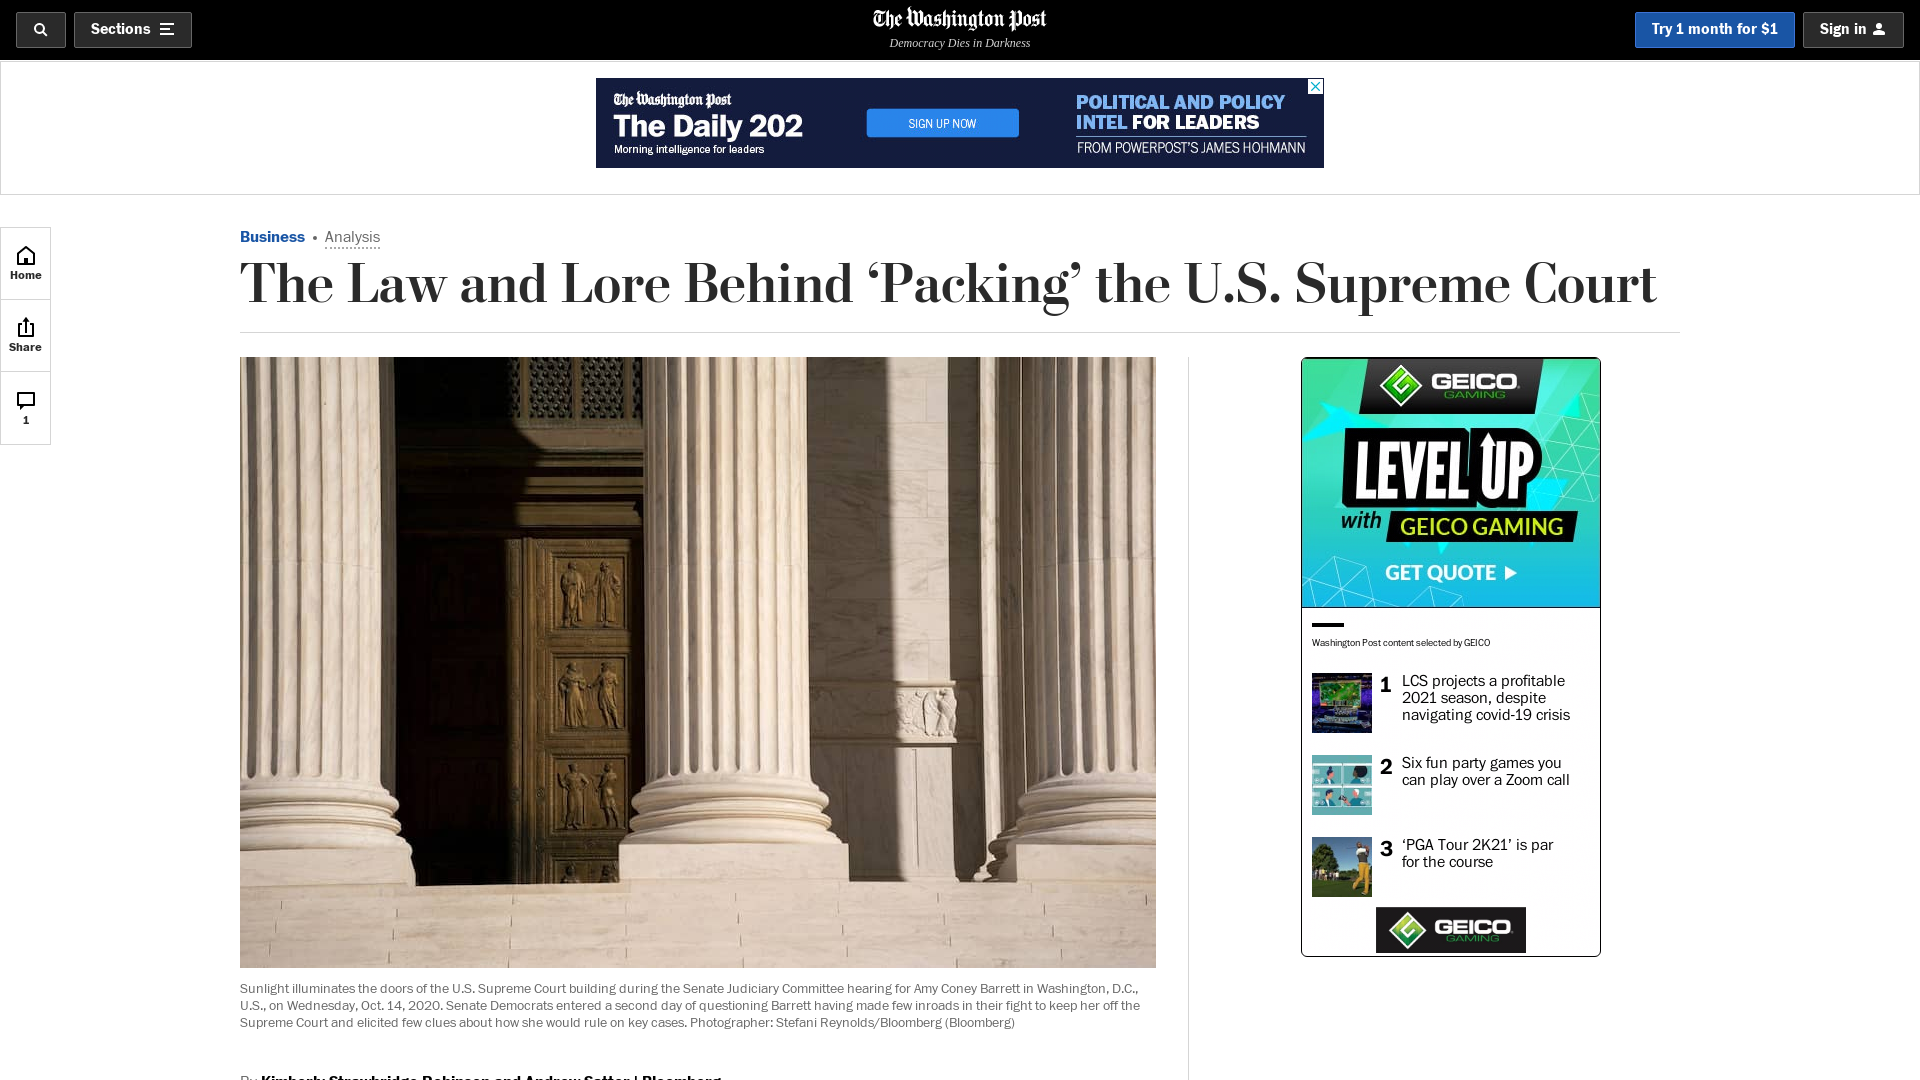 Sections
The Washington Post
Democracy Dies in Darkness
Try 1 month for $1
Sign in
The Washington Post
The Daily 202
Morning intelligence for leaders
SIGN UP NOW
POLITICAL AND POLICY
INTEL FOR LEADERS
FROM POWERPOST'S JAMES HOHMANN
Home
Share
1
Business • Analysis
The Law and Lore Behind ‘Packing’ the U.S. Supreme Court
Sunlight illuminates the doors of the U.S. Supreme Court building during the Senate Judiciary Committee hearing for Amy Coney Barrett in Washington, D.C.,
U.S., on Wednesday, Oct. 14, 2020. Senate Democrats entered a second day of questioning Barrett having made few inroads in their fight to keep her off the
Supreme Court and elicited few clues about how she would rule on key cases. Photographer: Stefani Reynolds/Bloomberg (Bloomberg)
By Kimberly Strawbridge Robinson and Andrew Satter | Bloomberg
GEICO
GAMING
LEVEL UP
with GEICO GAMING
GET QUOTE
Washington Post content selected by GEICO
1 LCS projects a profitable
2021 season, despite
navigating covid-19 crisis
2 Six fun party games you
can play over a Zoom call
3 ‘PGA Tour 2K21’ is par
for the course
GEICO
GAMING